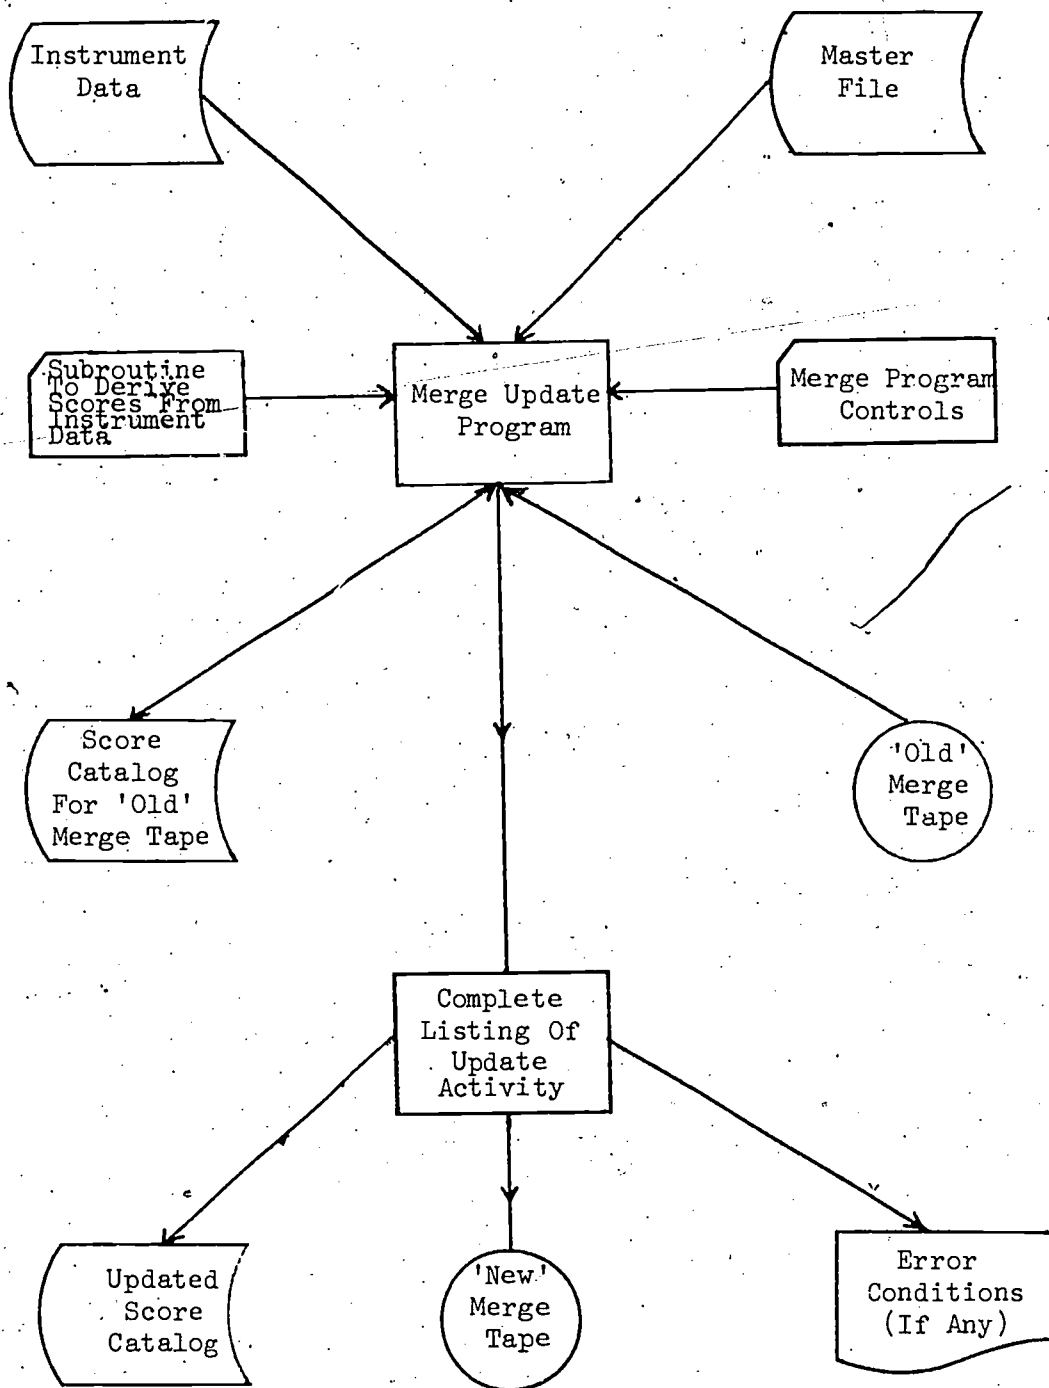 Instrument
Data
Master
File
Subroutine
To Derive
Scores From
Instrument
Data
Merge Update
Program
Merge Program
Controls
Score
Catalog
For 'Old'
Merge Tape
'Old'
Merge
Tape
Complete
Listing Of
Update
Activity
Updated
Score
Catalog
'New'
Merge
Tape
Error
Conditions
(If Any)